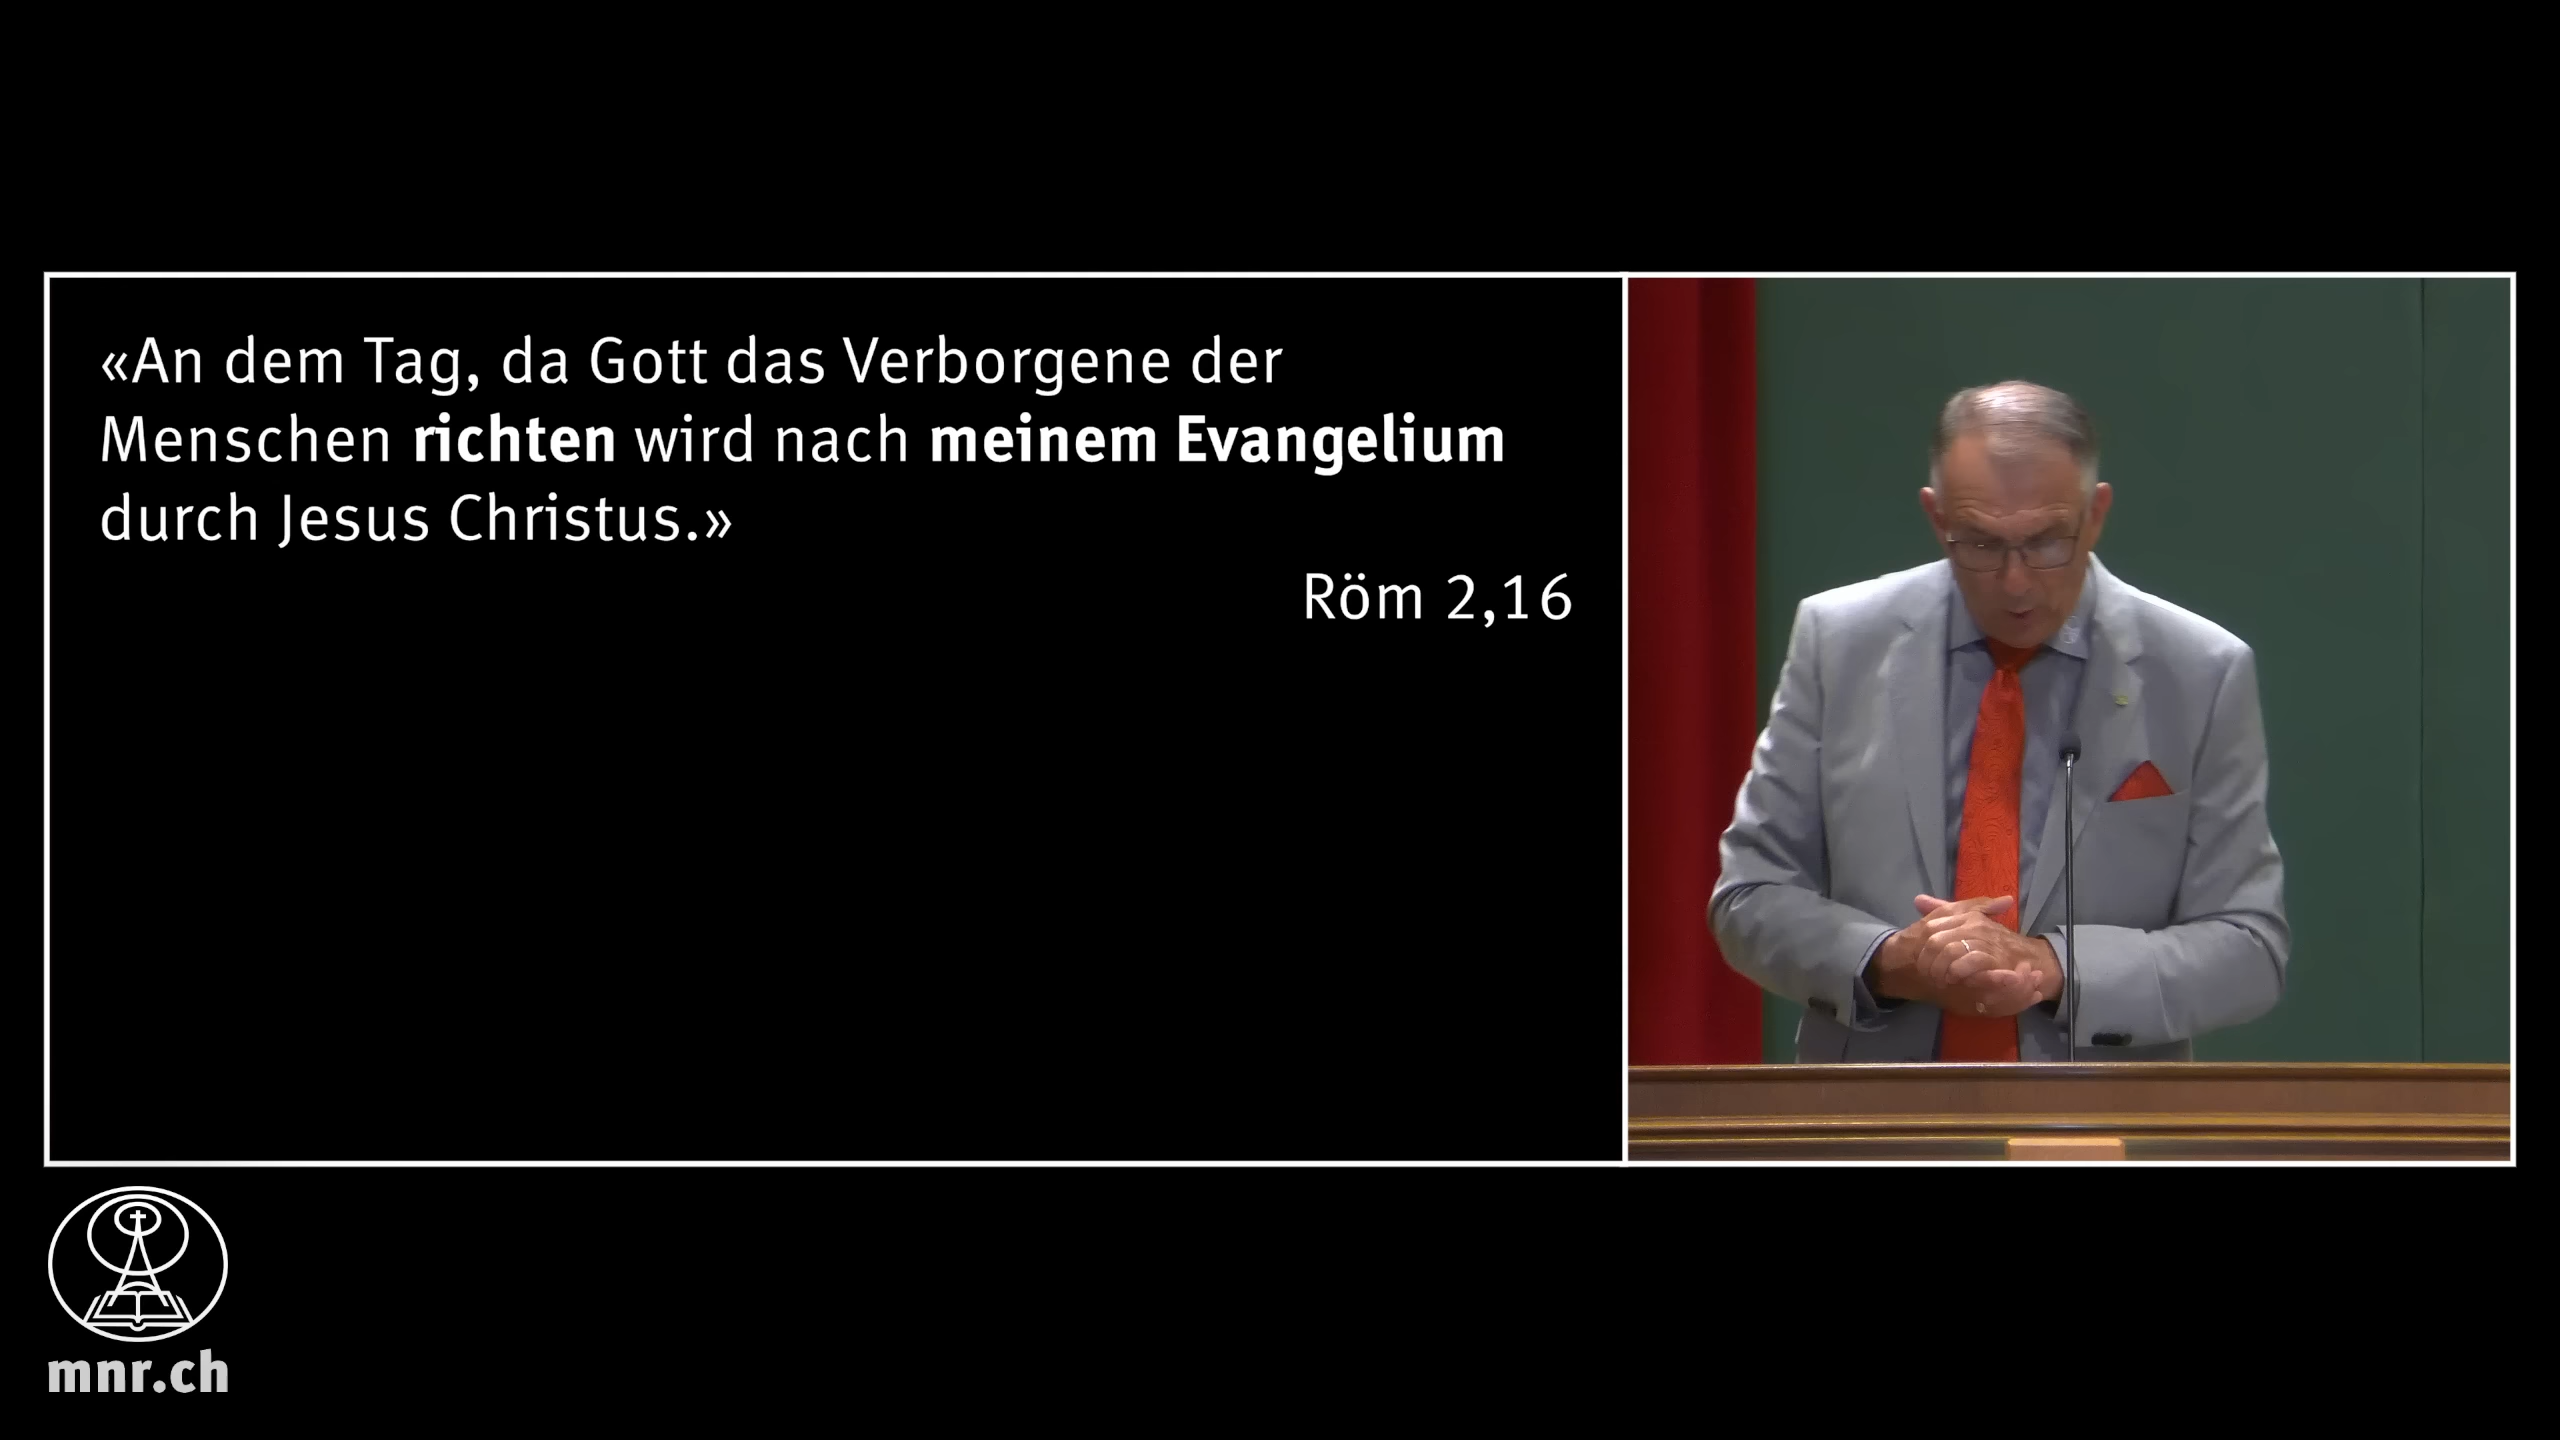 «An dem Tag, da Gott das Verborgene der
Menschen richten wird nach meinem Evangelium
durch Jesus Christus.»
Röm 2,16
mnr.ch